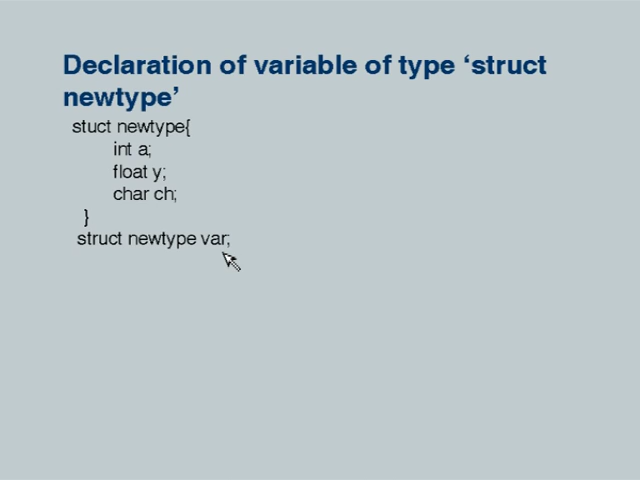 Declaration of variable of type ‘struct
newtype’
stuct newtype{
int a;
float y;
char ch;
}
struct newtype var;